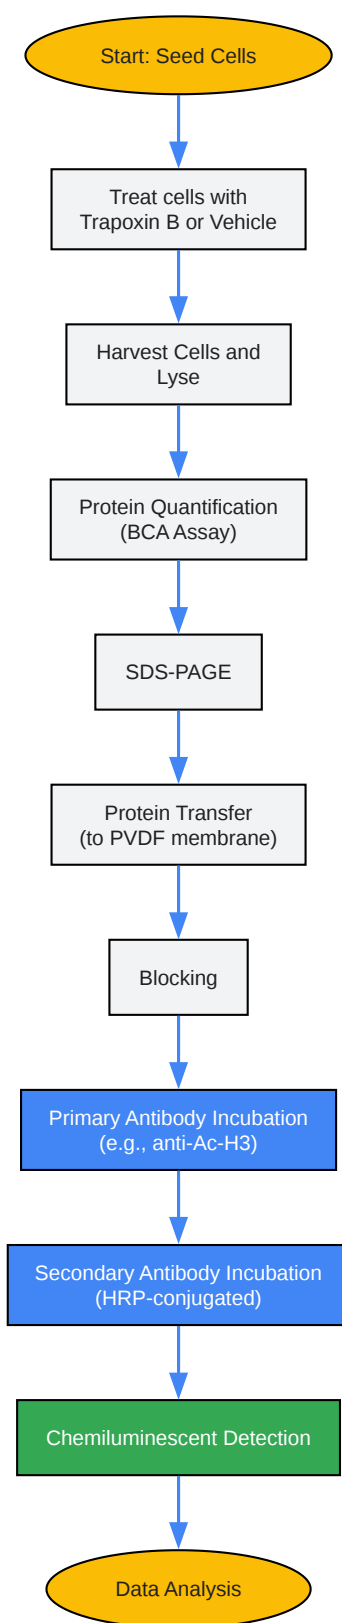 Start: Seed Cells
Treat cells with
Trapoxin B or Vehicle
Harvest Cells and
Lyse
Protein Quantification
(BCA Assay)
SDS-PAGE
Protein Transfer
(to PVDF membrane)
Blocking
Primary Antibody Incubation
(e.g., anti-Ac-H3)
Secondary Antibody Incubation
(HRP-conjugated)
Chemiluminescent Detection
Data Analysis